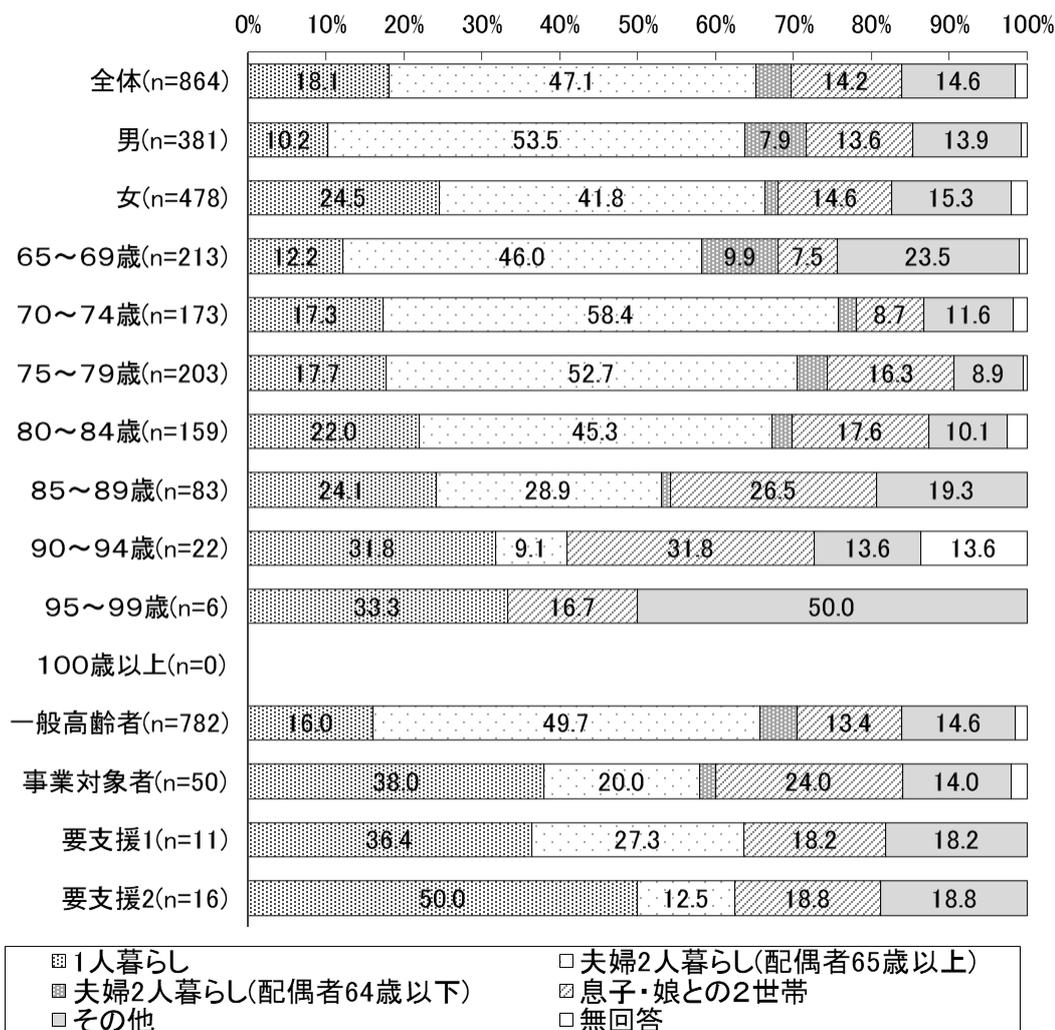 0% 10% 20% 30% 40% 50% 60% 70% 80% 90% 100%
全体(n=864) 18.1 47.1 14.2 14.6
男(n=381) 10.2 53.5 7.9 13.6 13.9
女(n=478) 24.5 41.8 14.6 15.3
65～69歳(n=213) 12.2 46.0 9.9 7.5 23.5
70～74歳(n=173) 17.3 58.4 8.7 11.6
75～79歳(n=203) 17.7 52.7 16.3 8.9
80～84歳(n=159) 22.0 45.3 17.6 10.1
85～89歳(n=83) 24.1 28.9 26.5 19.3
90～94歳(n=22) 31.8 9.1 31.8 13.6 13.6
95～99歳(n=6) 33.3 16.7 50.0
100歳以上(n=0)
一般高齢者(n=782) 16.0 49.7 13.4 14.6
事業対象者(n=50) 38.0 20.0 24.0 14.0
要支援1(n=11) 36.4 27.3 18.2 18.2
要支援2(n=16) 50.0 12.5 18.8 18.8
1人暮らし 夫婦2人暮らし(配偶者65歳以上)
夫婦2人暮らし(配偶者64歳以下) 息子・娘との2世帯
その他 無回答